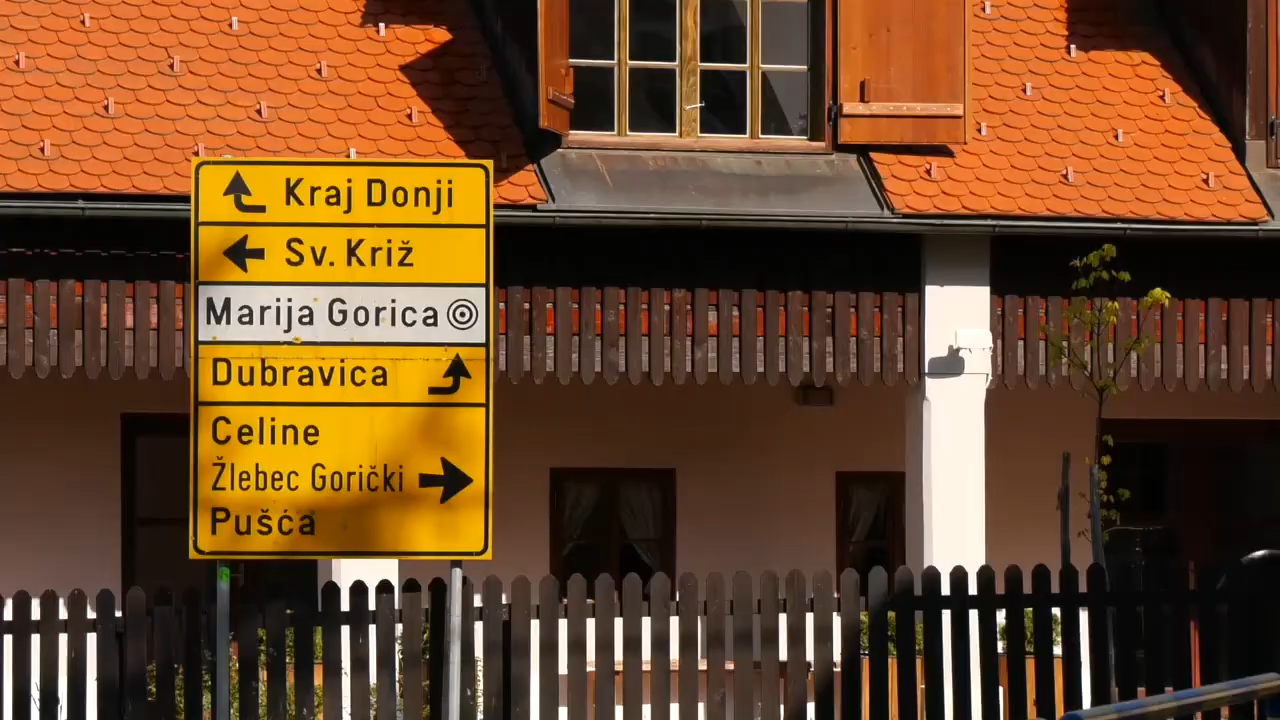 Kraj Donji
Sv. Križ
Marija Gorica
Dubravica
Celine
Žlebec Gorički
Pušća